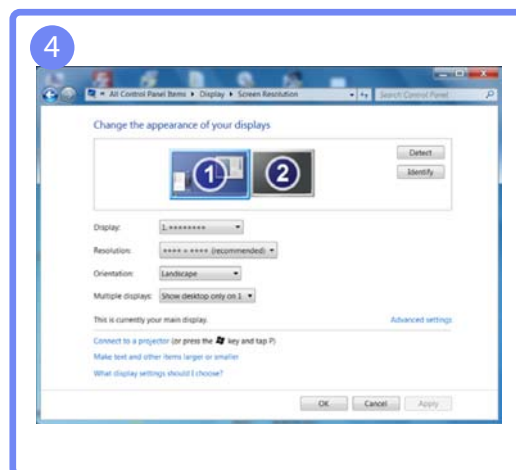 4
All Control Panel Items ▸ Display ▸ Screen Resolution
Search Control Panel
Change the appearance of your displays
1 2
Detect
Identify
Display: 1.********
Resolution: **** × **** (recommended)
Orientation: Landscape
Multiple displays: Show desktop only on 1
This is currently your main display.
Advanced settings
Connect to a projector (or press the key and tap P)
Make text and other items larger or smaller
What display settings should I choose?
OK Cancel Apply